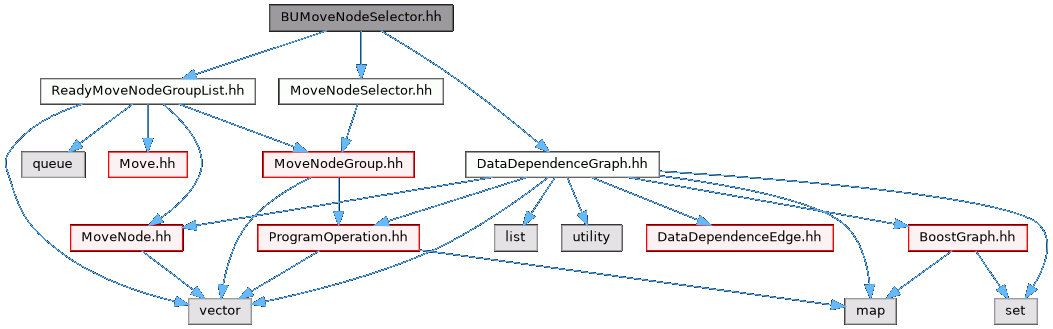 BUMoveNodeSelector.hh
ReadyMoveNodeGroupList.hh
MoveNodeSelector.hh
queue
Move.hh
MoveNodeGroup.hh
DataDependenceGraph.hh
MoveNode.hh
ProgramOperation.hh
list
utility
DataDependenceEdge.hh
BoostGraph.hh
vector
map
set